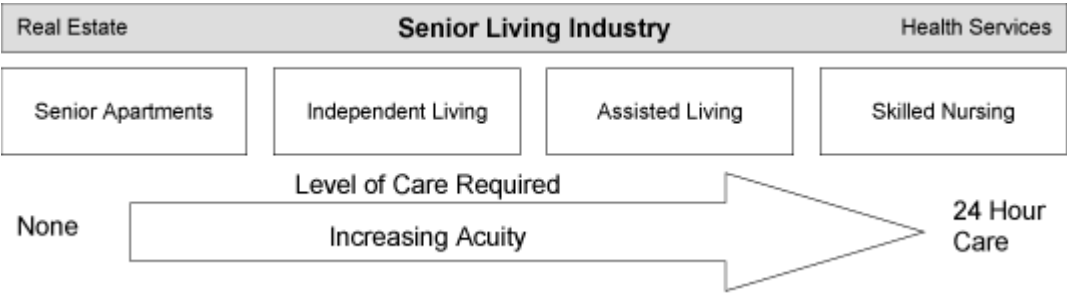 Real Estate Senior Living Industry Health Services
Senior Apartments Independent Living Assisted Living Skilled Nursing
Level of Care Required
None Increasing Acuity 24 Hour
Care